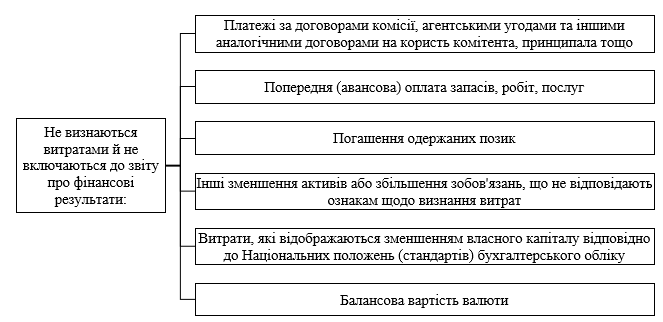 Не визнаються
витратами й не
включаються до звіту
про фінансові
результати:
Платежі за договорами комісії, агентськими угодами та іншими
аналогічними договорами на користь комітента, принципала тощо
Попередня (авансова) оплата запасів, робіт, послуг
Погашення одержаних позик
Інші зменшення активів або збільшення зобов'язань, що не відповідають
ознакам щодо визнання витрат
Витрати, які відображаються зменшенням власного капіталу відповідно
до Національних положень (стандартів) бухгалтерського обліку
Балансова вартість валюти